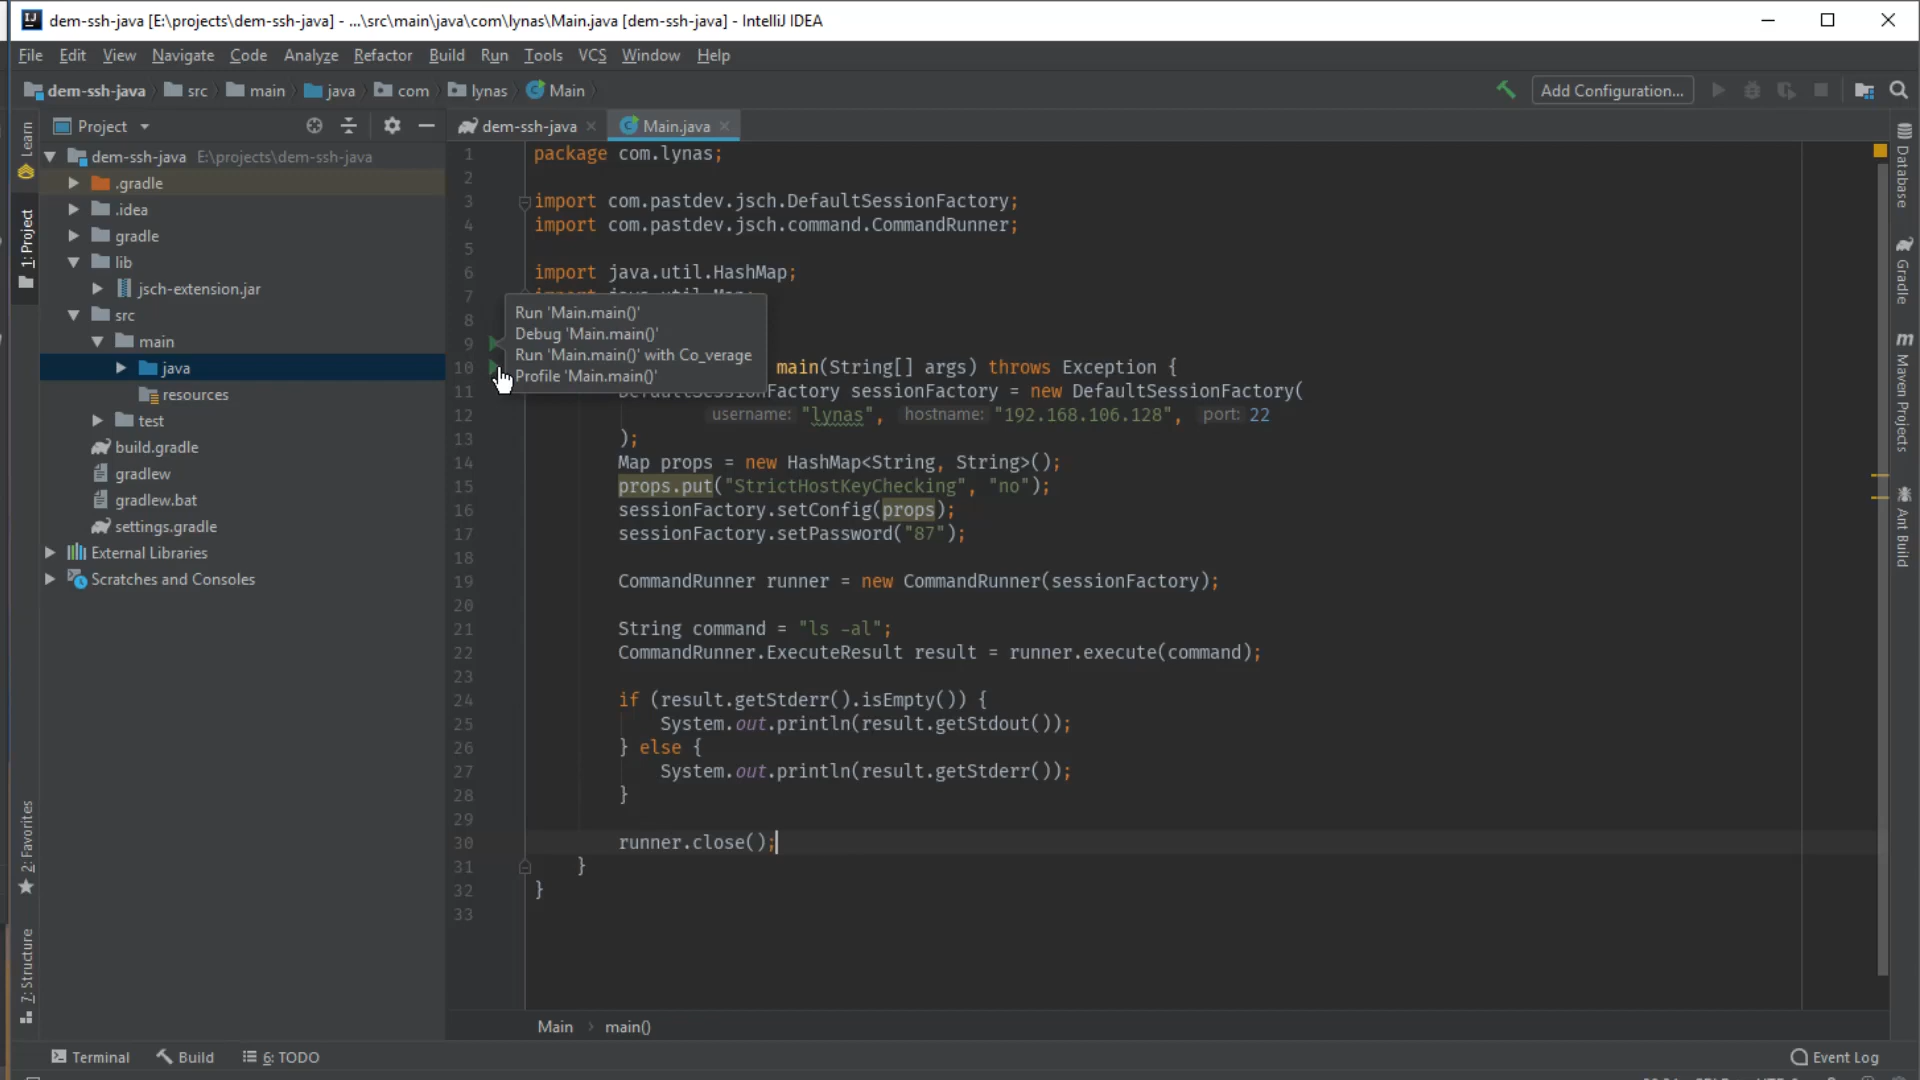 dem-ssh-java [E:\projects\dem-ssh-java] - ...\src\main\java\com\lynas\Main.java [dem-ssh-java] - IntelliJ IDEA
File Edit View Navigate Code Analyze Refactor Build Run Tools VCS Window Help
dem-ssh-java src main java com lynas Main Add Configuration...
Project
dem-ssh-java E:\projects\dem-ssh-java
.gradle
.idea
gradle
lib
jsch-extension.jar
src
main
java
resources
test
build.gradle
gradlew
gradlew.bat
settings.gradle
External Libraries
Scratches and Consoles
Learn
1: Project
2: Favorites
7: Structure
dem-ssh-java Main.java
1 package com.lynas;
2
3 import com.pastdev.jsch.DefaultSessionFactory;
4 import com.pastdev.jsch.command.CommandRunner;
5
6 import java.util.HashMap;
7
8
9
10 main(String[] args) throws Exception {
11 DefaultSessionFactory sessionFactory = new DefaultSessionFactory(
12 username: "lynas", hostname: "192.168.106.128", port: 22
13 );
14 Map props = new HashMap<String, String>();
15 props.put("StrictHostKeyChecking", "no");
16 sessionFactory.setConfig(props);
17 sessionFactory.setPassword("87");
18
19 CommandRunner runner = new CommandRunner(sessionFactory);
20
21 String command = "ls -al";
22 CommandRunner.ExecuteResult result = runner.execute(command);
23
24 if (result.getStderr().isEmpty()) {
25 System.out.println(result.getStdout());
26 } else {
27 System.out.println(result.getStderr());
28 }
29
30 runner.close();
31 }
32 }
33
Run 'Main.main()'
Debug 'Main.main()'
Run 'Main.main()' with Co_verage
Profile 'Main.main()'
Database
Gradle
m Maven Projects
Ant Build
Main main()
Terminal Build 6: TODO Event Log